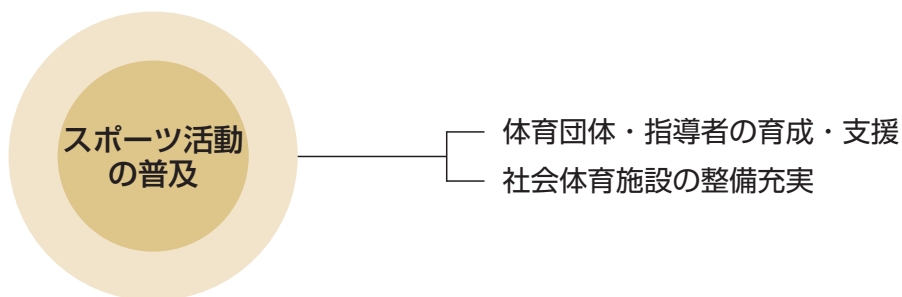 スポーツ活動
の普及
体育団体・指導者の育成・支援
社会体育施設の整備充実